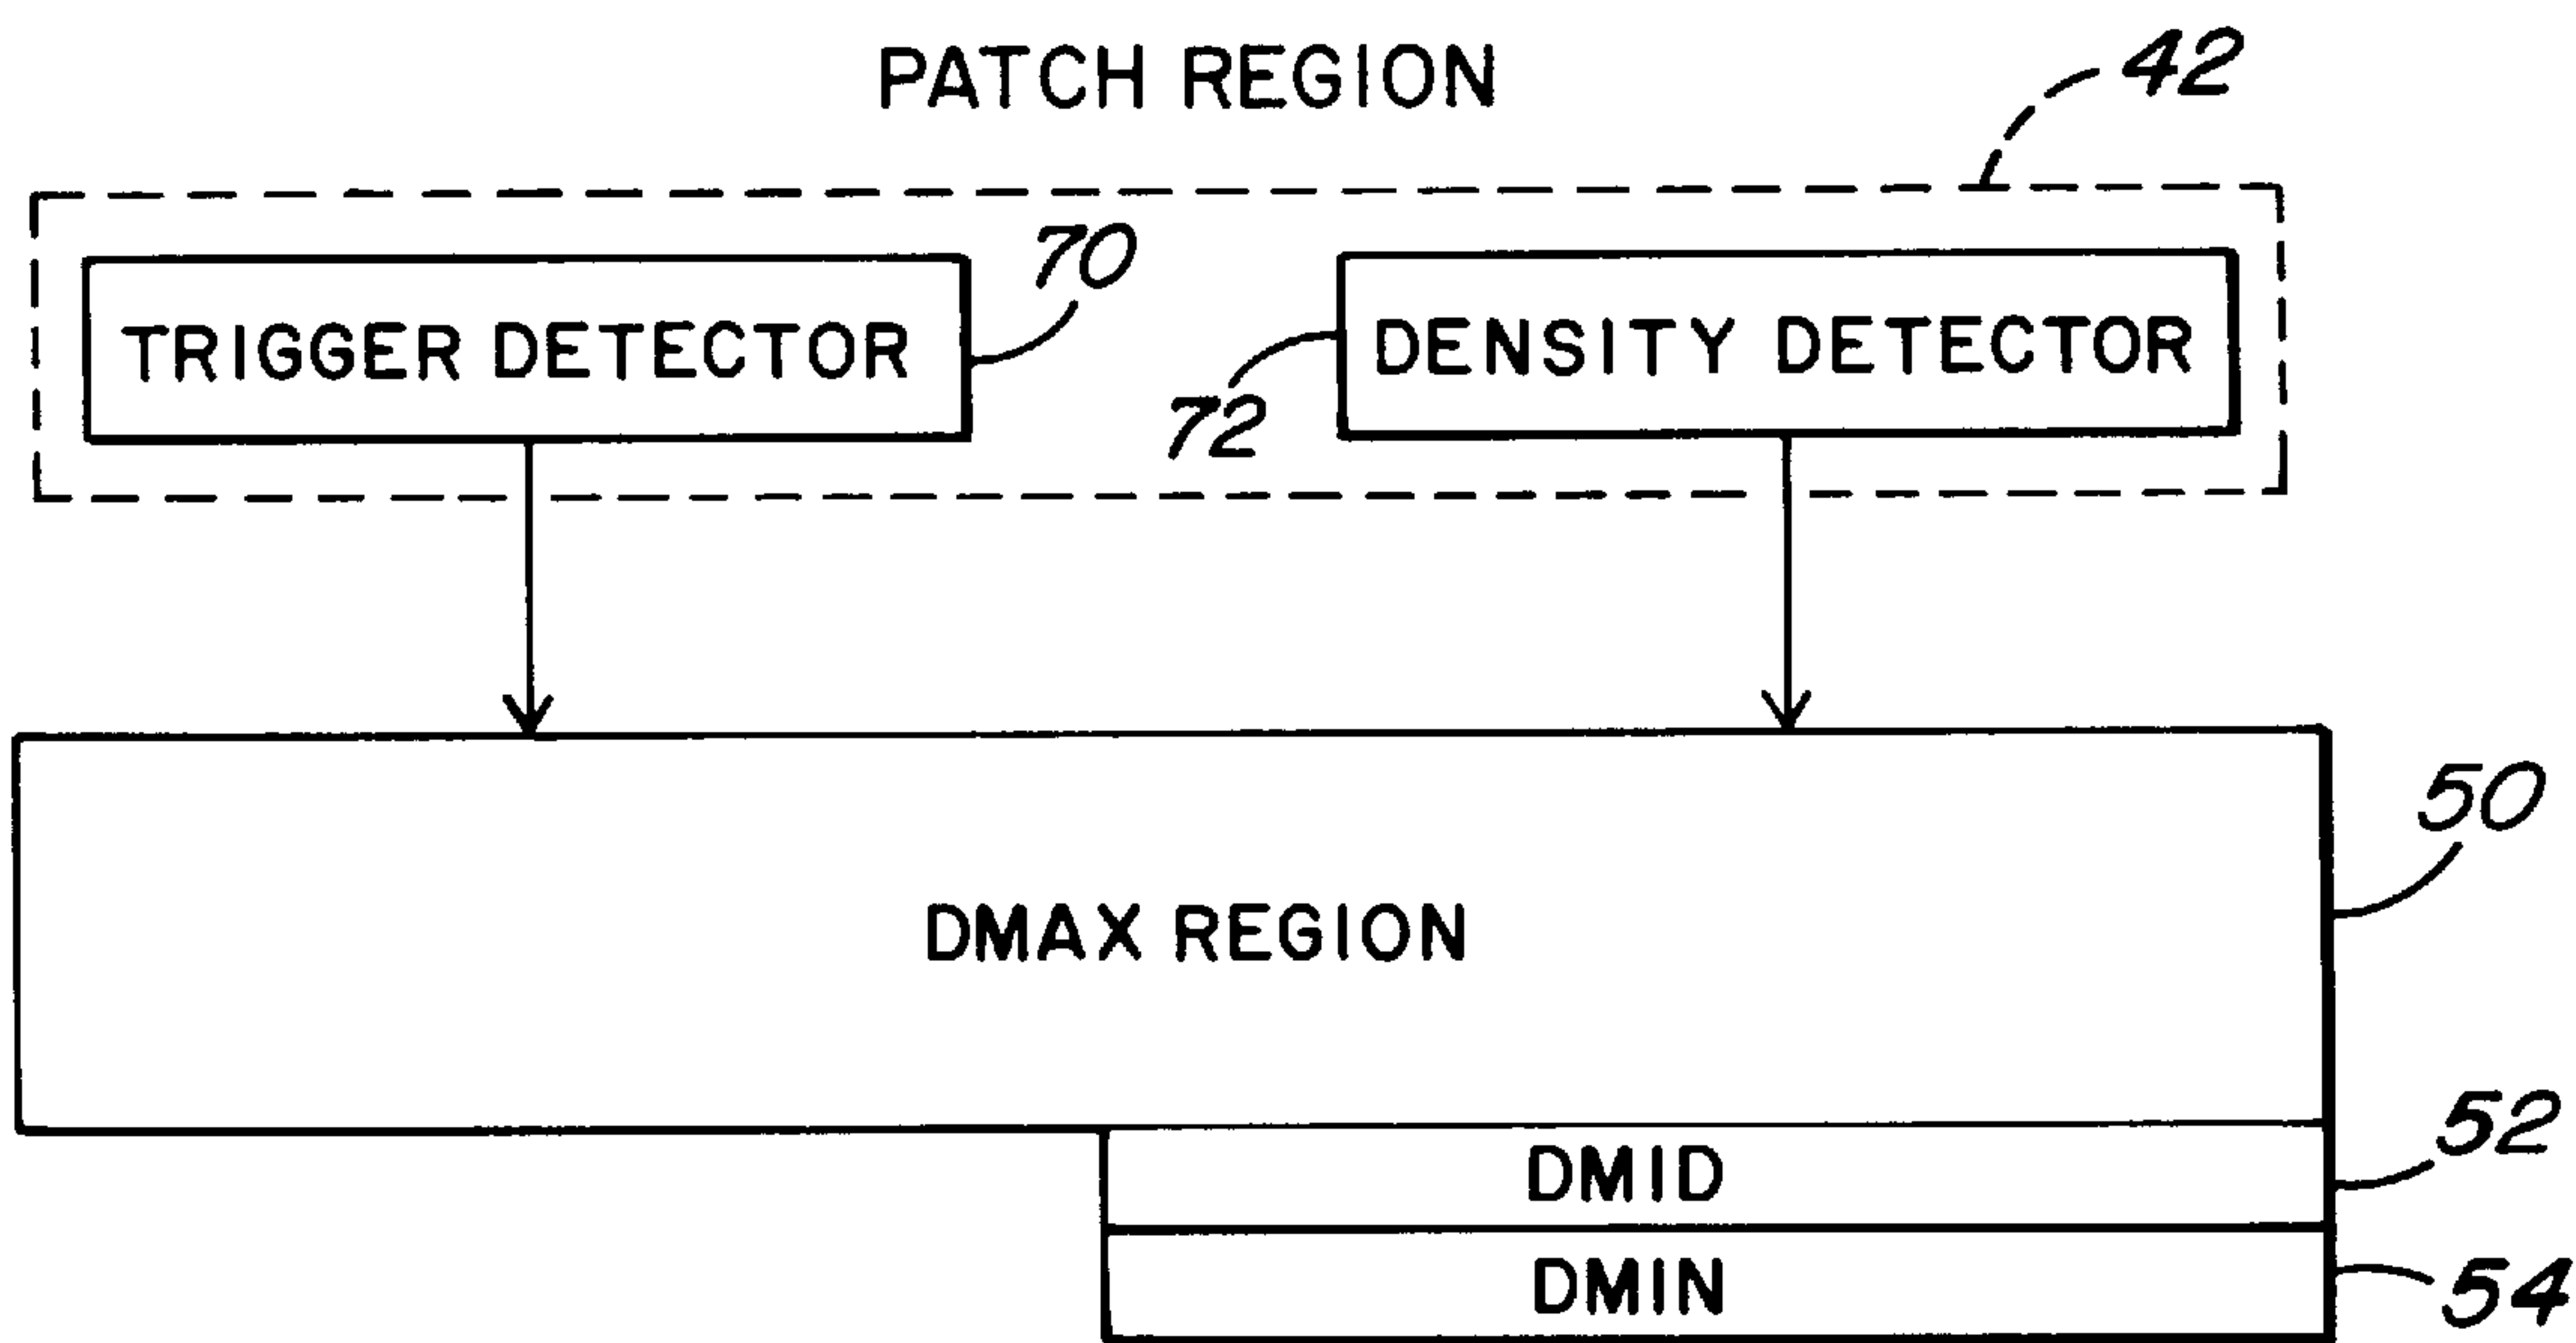 PATCH REGION
42
TRIGGER DETECTOR
70
72
DENSITY DETECTOR
DMAX REGION
50
DMID
52
DMIN
54